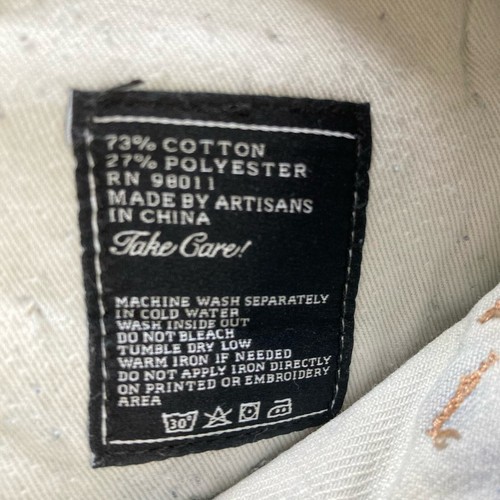 73% COTTON
27% POLYESTER
RN 98011
MADE BY ARTISANS
IN CHINA
Take Care!
MACHINE WASH SEPARATELY
IN COLD WATER
WASH INSIDE OUT
DO NOT BLEACH
TUMBLE DRY LOW
WARM IRON IF NEEDED
DO NOT APPLY IRON DIRECTLY
ON PRINTED OR EMBROIDERY
AREA
30°